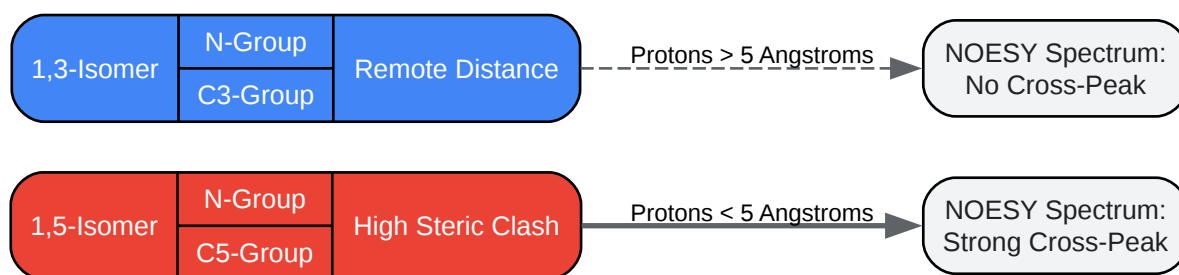 1,3-Isomer
N-Group
C3-Group
Remote Distance
Protons > 5 Angstroms
NOESY Spectrum:
No Cross-Peak
1,5-Isomer
N-Group
C5-Group
High Steric Clash
Protons < 5 Angstroms
NOESY Spectrum:
Strong Cross-Peak